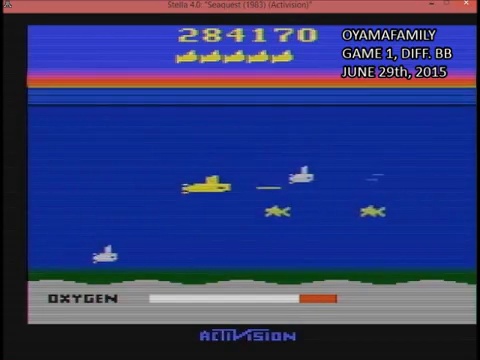 Stella 4.0: "Seaquest (1983) (Activision)"
284170
OYAMAFAMILY
GAME 1, DIFF. BB
JUNE 29th, 2015
OXYGEN
ACTIVISION